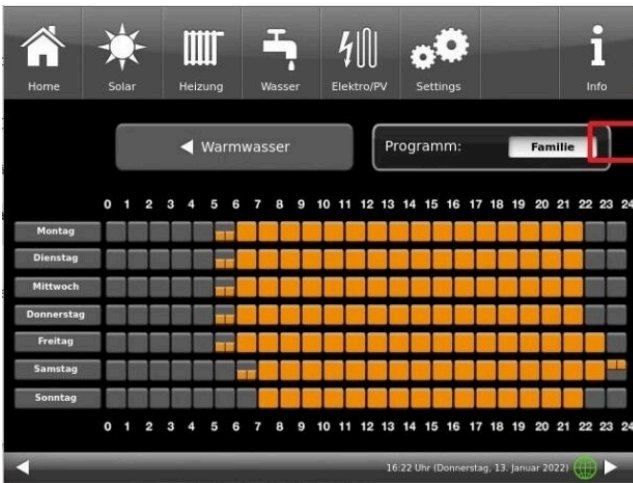 Home Solar Heizung Wasser Elektro/PV Settings Info
Warmwasser Programm: Familie
0 1 2 3 4 5 6 7 8 9 10 11 12 13 14 15 16 17 18 19 20 21 22 23 24
Montag
Dienstag
Mittwoch
Donnerstag
Freitag
Samstag
Sonntag
0 1 2 3 4 5 6 7 8 9 10 11 12 13 14 15 16 17 18 19 20 21 22 23 24
16:22 Uhr (Donnerstag, 13. Januar 2022)